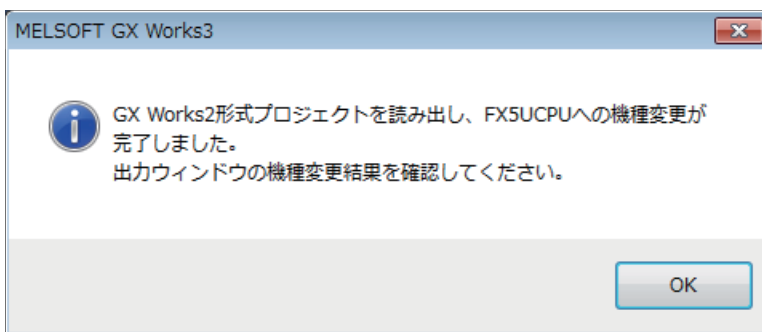 MELSOFT GX Works3
GX Works2形式プロジェクトを読み出し、FX5UCPUへの機種変更が
完了しました。
出力ウィンドウの機種変更結果を確認してください。
OK